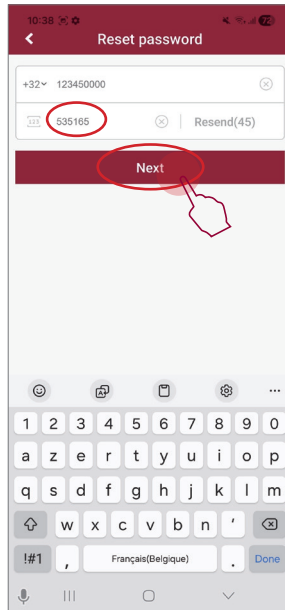 10:38 72
Reset password
+32 123450000
123 535165 Resend(45)
Next
1 2 3 4 5 6 7 8 9 0
a z e r t y u i o p
q s d f g h j k l m
w x c v b n '
!#1 , Français(Belgique) . Done